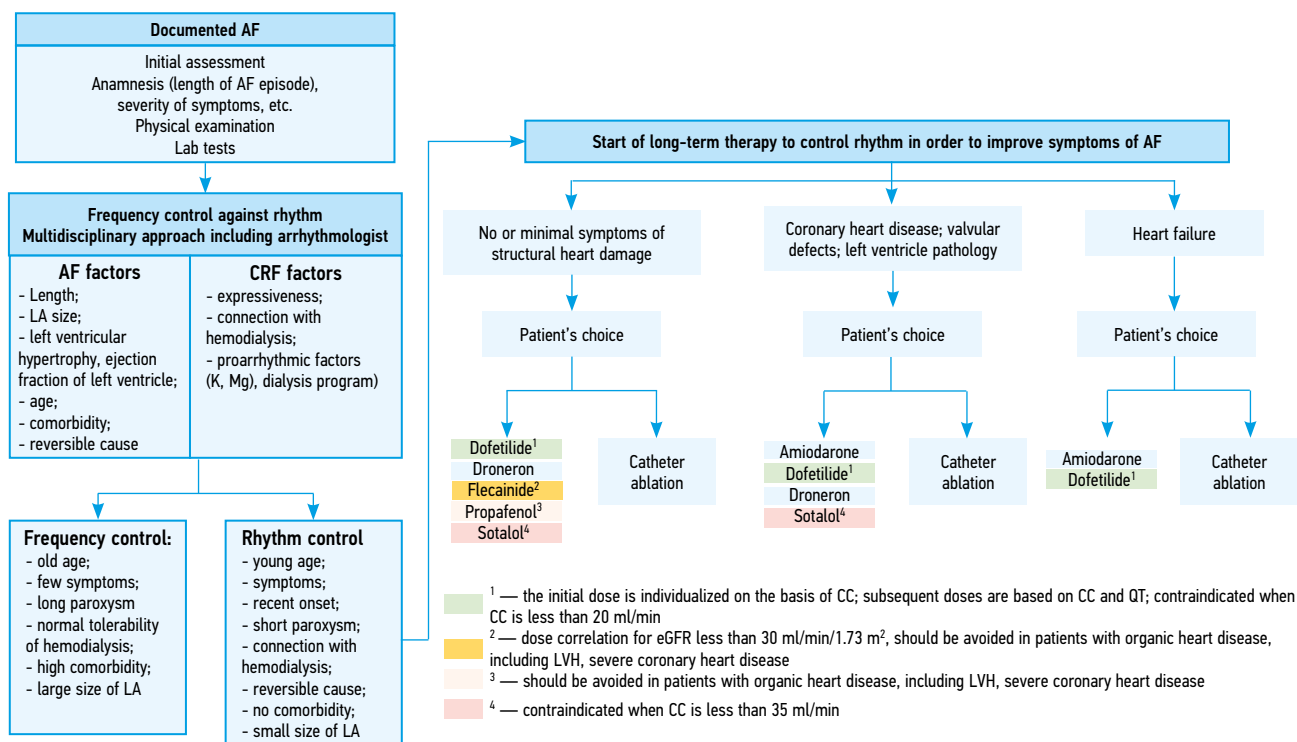 Documented AF
Initial assessment
Anamnesis (length of AF episode),
severity of symptoms, etc.
Physical examination
Lab tests
Frequency control against rhythm
Multidisciplinary approach including arrhythmologist
AF factors
- Length;
- LA size;
- left ventricular
hypertrophy, ejection
fraction of left ventricle;
- age;
- comorbidity;
- reversible cause
CRF factors
- expressiveness;
- connection with
hemodialysis;
- proarrhythmic factors
(K, Mg), dialysis program)
Frequency control:
- old age;
- few symptoms;
- long paroxysm
- normal tolerability
of hemodialysis;
- high comorbidity;
- large size of LA
Rhythm control
- young age;
- symptoms;
- recent onset;
- short paroxysm;
- connection with
hemodialysis;
- reversible cause;
- no comorbidity;
- small size of LA
Start of long-term therapy to control rhythm in order to improve symptoms of AF
No or minimal symptoms of
structural heart damage
Patient's choice
Dofetilide¹
Droneron
Flecainide²
Propafenol³
Sotalol⁴
Catheter
ablation
Coronary heart disease; valvular
defects; left ventricle pathology
Patient's choice
Amiodarone
Dofetilide¹
Droneron
Sotalol⁴
Catheter
ablation
Heart failure
Patient's choice
Amiodarone
Dofetilide¹
Catheter
ablation
¹ — the initial dose is individualized on the basis of CC; subsequent doses are based on CC and QT; contraindicated when
CC is less than 20 ml/min
² — dose correlation for eGFR less than 30 ml/min/1.73 m², should be avoided in patients with organic heart disease,
including LVH, severe coronary heart disease
³ — should be avoided in patients with organic heart disease, including LVH, severe coronary heart disease
⁴ — contraindicated when CC is less than 35 ml/min